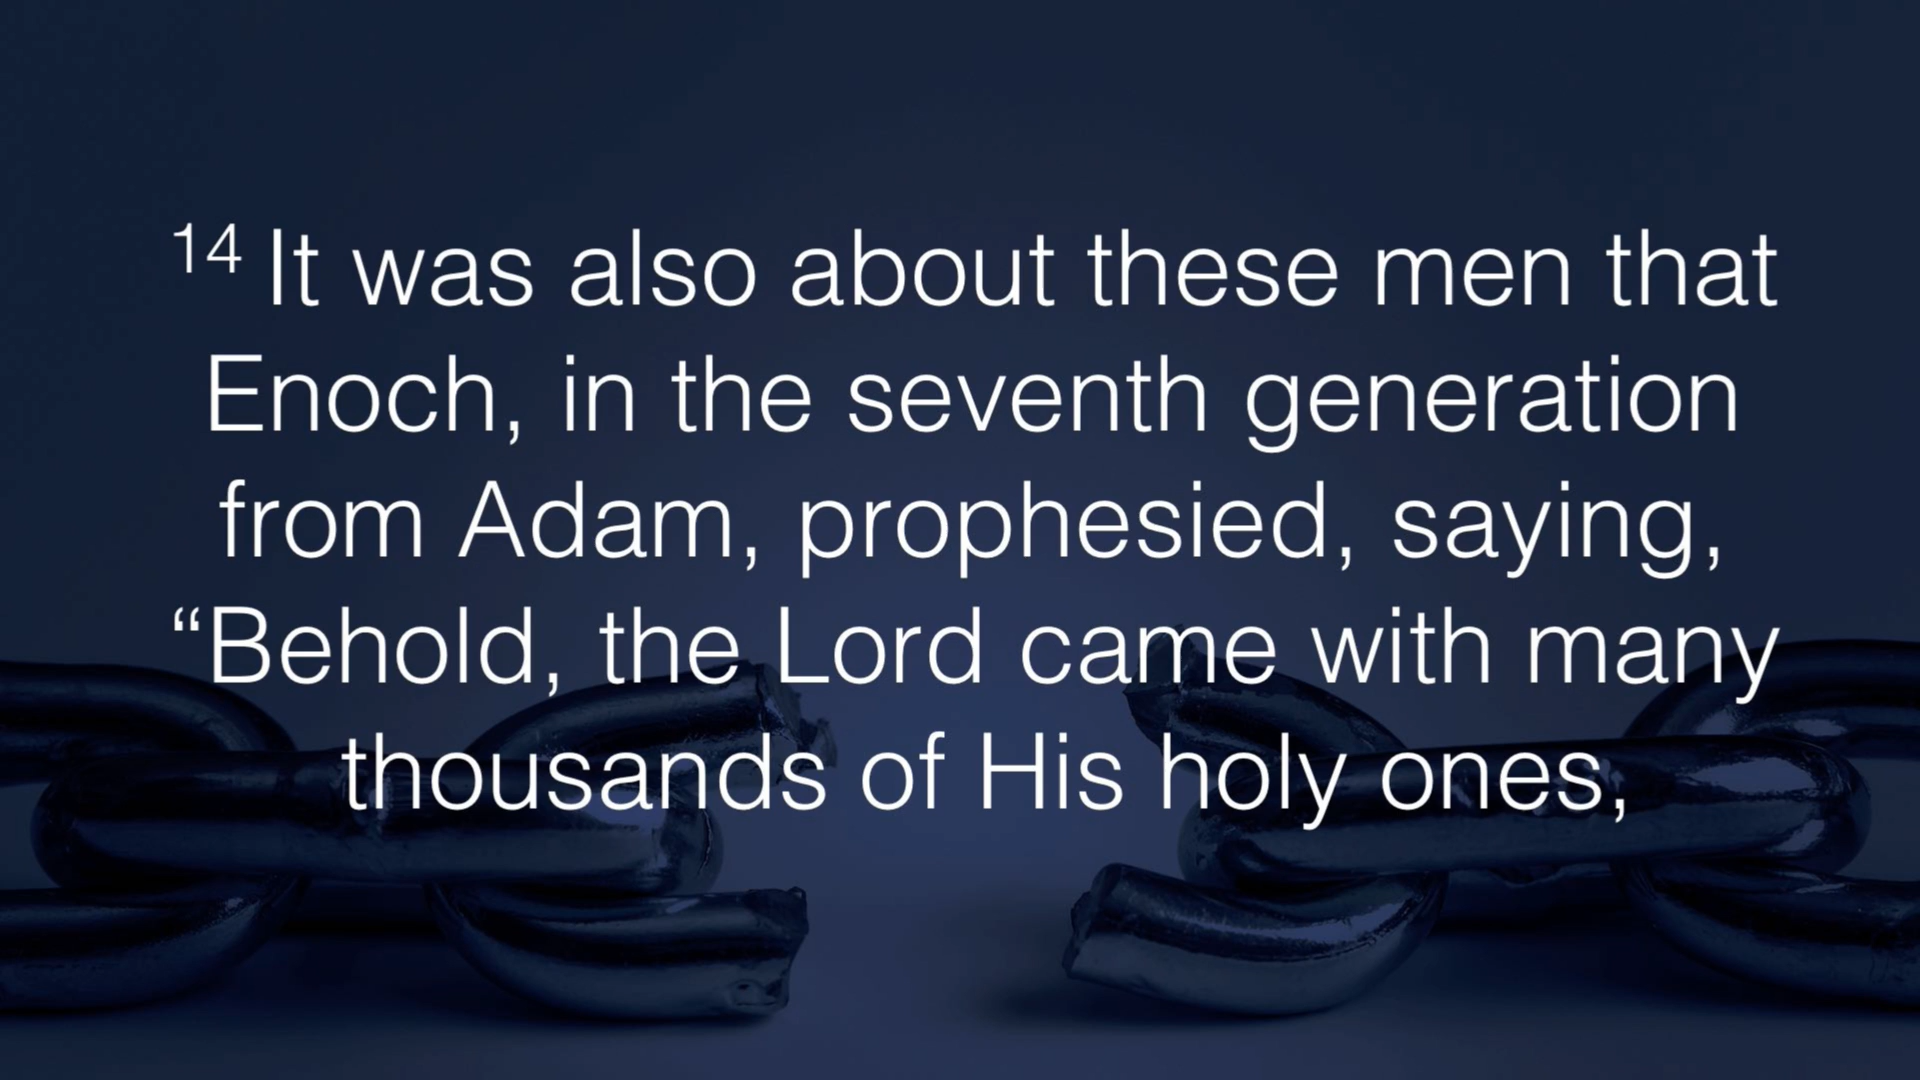 14 It was also about these men that
Enoch, in the seventh generation
from Adam, prophesied, saying,
“Behold, the Lord came with many
thousands of His holy ones,